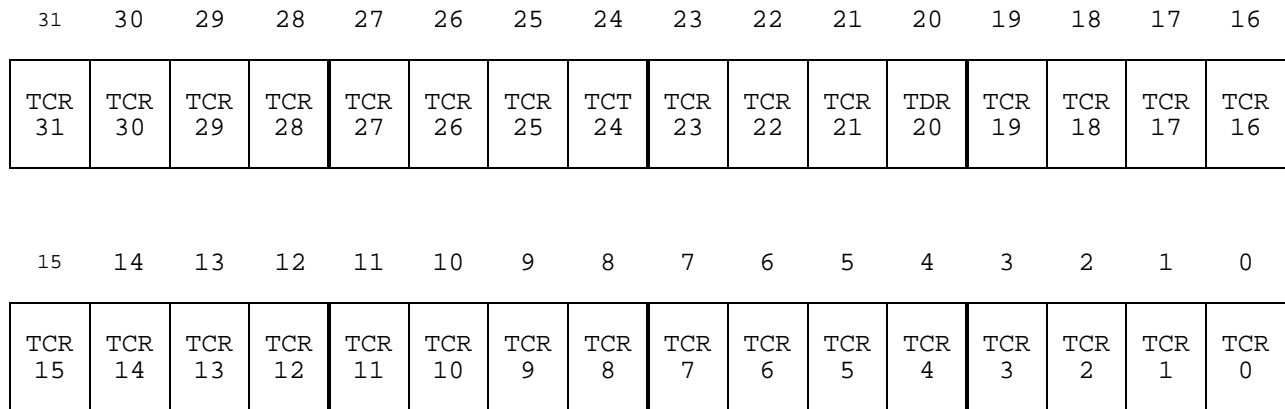 31 30 29 28 27 26 25 24 23 22 21 20 19 18 17 16
TCR TCR TCR TCR TCR TCR TCR TCT TCR TCR TCR TDR TCR TCR TCR TCR
31 30 29 28 27 26 25 24 23 22 21 20 19 18 17 16
15 14 13 12 11 10 9 8 7 6 5 4 3 2 1 0
TCR TCR TCR TCR TCR TCR TCR TCR TCR TCR TCR TCR TCR TCR TCR TCR
15 14 13 12 11 10 9 8 7 6 5 4 3 2 1 0